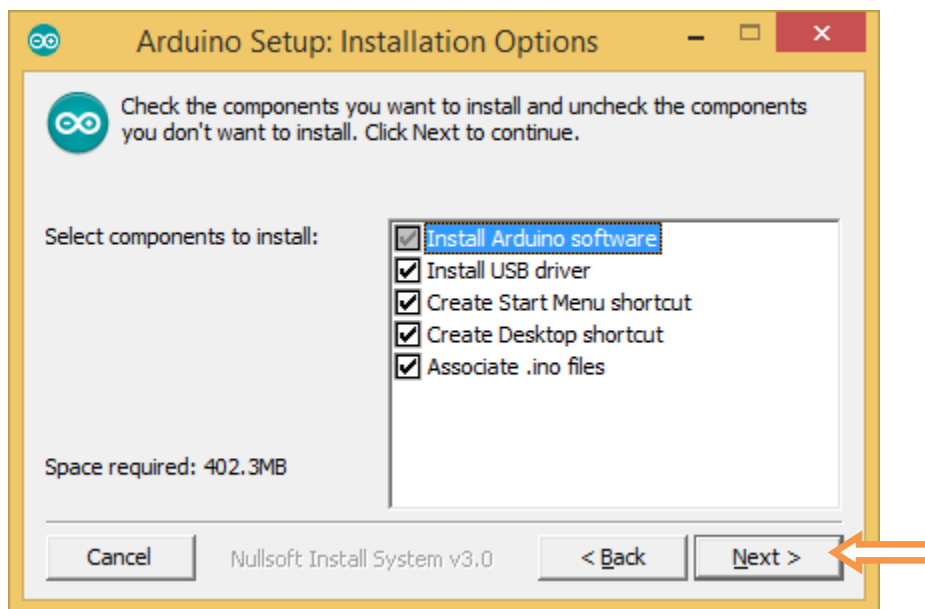 Arduino Setup: Installation Options
Check the components you want to install and uncheck the components
you don't want to install. Click Next to continue.
Select components to install:
Install Arduino software
Install USB driver
Create Start Menu shortcut
Create Desktop shortcut
Associate .ino files
Space required: 402.3MB
Cancel
Nullsoft Install System v3.0
< Back
Next >